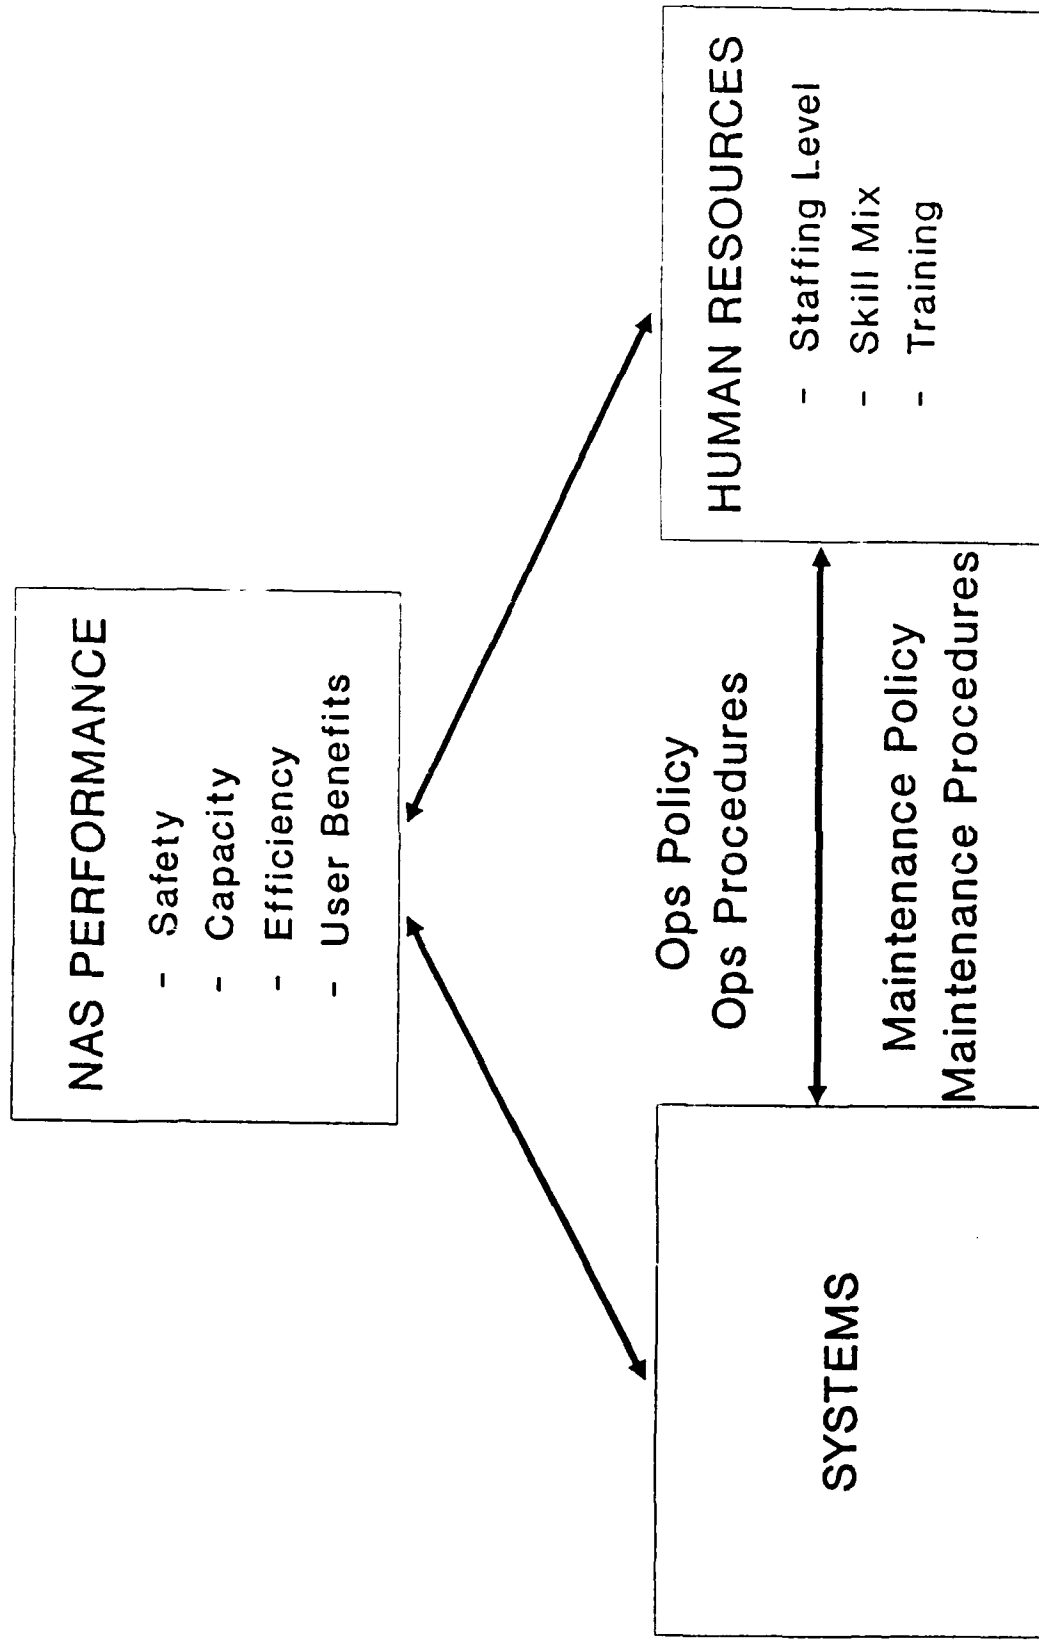 NAS PERFORMANCE
- Safety
- Capacity
- Efficiency
- User Benefits
Ops Policy
Ops Procedures
Maintenance Policy
Maintenance Procedures
SYSTEMS
HUMAN RESOURCES
- Staffing Level
- Skill Mix
- Training